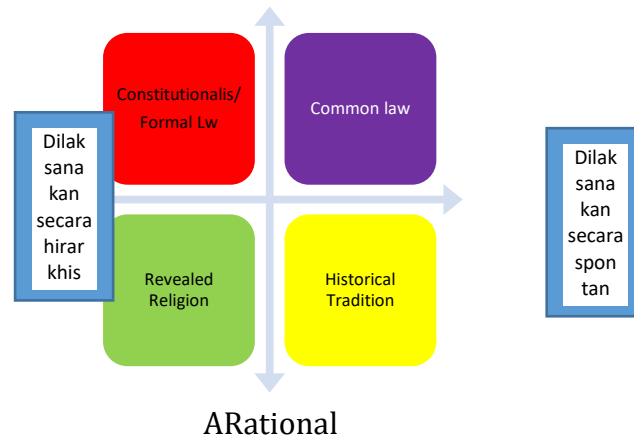 Constitutionalis/
Formal Lw
Common law
Dilak
sana
kan
secara
hirar
khis
Dilak
sana
kan
secara
spon
tan
Revealed
Religion
Historical
Tradition
ARational